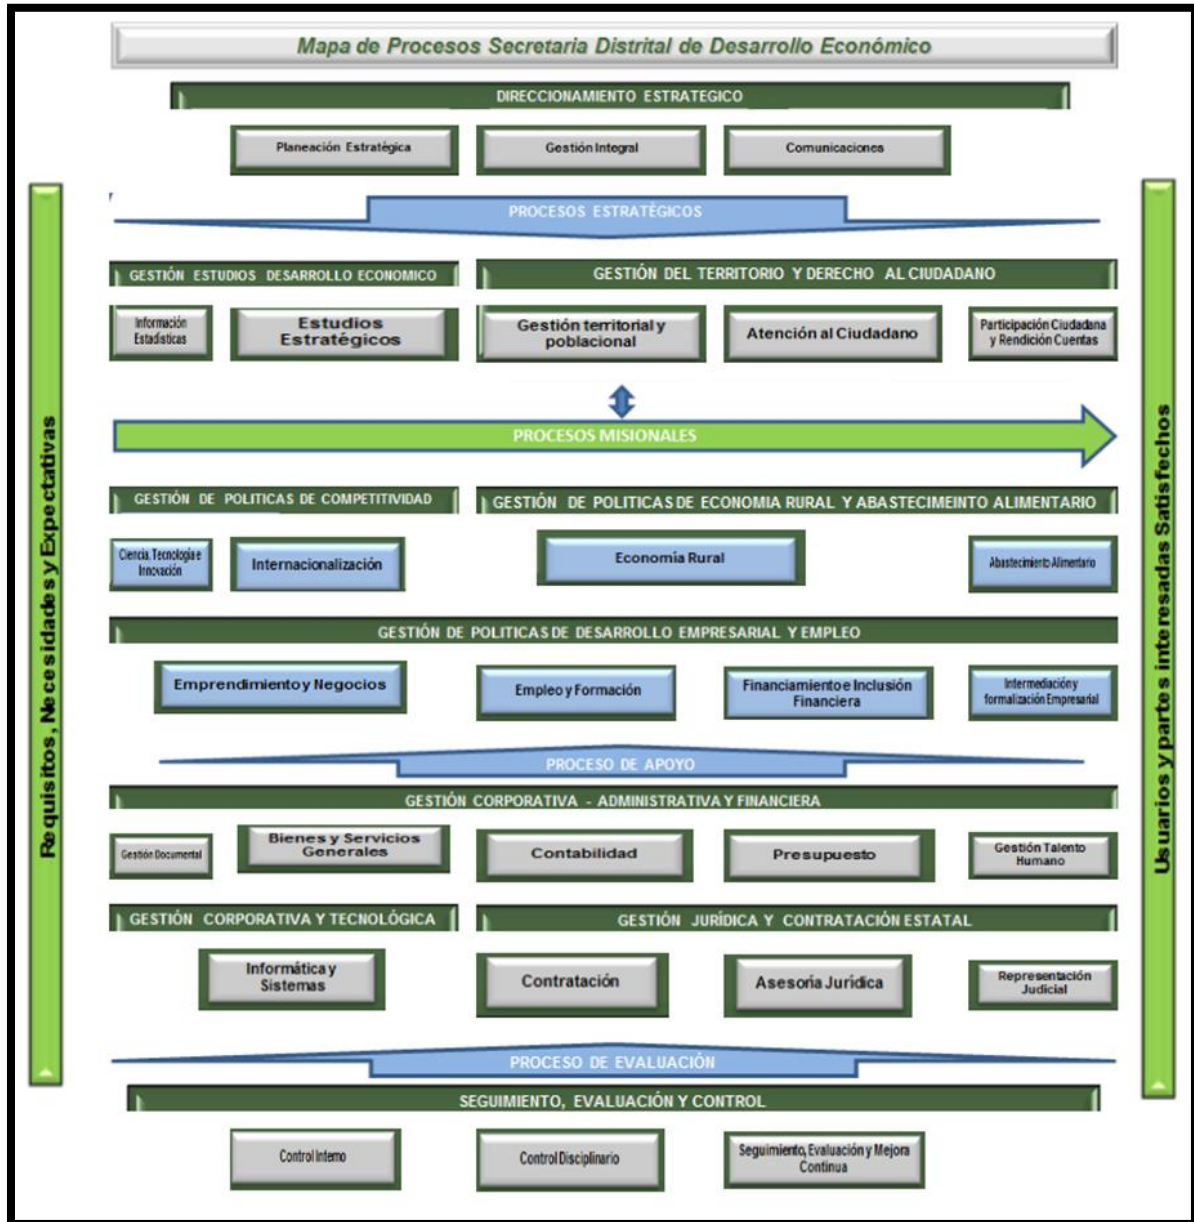 Mapa de Procesos Secretaria Distrital de Desarrollo Económico
DIRECCIONAMIENTO ESTRATEGICO
Planeación Estratégica
Gestión Integral
Comunicaciones
PROCESOS ESTRATÉGICOS
GESTIÓN ESTUDIOS DESARROLLO ECONOMICO
GESTIÓN DEL TERRITORIO Y DERECHO AL CIUDADANO
Información
Estadísticas
Estudios
Estratégicos
Gestión territorial y
poblacional
Atención al Ciudadano
Participación Ciudadana
y Rendición Cuentas
Requisitos, Necesidades y Expectativas
Usuarios y partes interesadas Satisfechos
PROCESOS MISIONALES
GESTIÓN DE POLITICAS DE COMPETITIVIDAD
GESTIÓN DE POLITICAS DE ECONOMIA RURAL Y ABASTECIMEINTO ALIMENTARIO
Ciencia, Tecnología e
Innovación
Internacionalización
Economía Rural
Abastecimiento Alimentario
GESTIÓN DE POLITICAS DE DESARROLLO EMPRESARIAL Y EMPLEO
Emprendimiento y Negocios
Empleo y Formación
Financiamiento e Inclusión
Financiera
Intermediación y
formalización Empresarial
PROCESO DE APOYO
GESTIÓN CORPORATIVA - ADMINISTRATIVA Y FINANCIERA
Gestión Documental
Bienes y Servicios
Generales
Contabilidad
Presupuesto
Gestión Talento
Humano
GESTIÓN CORPORATIVA Y TECNOLÓGICA
GESTIÓN JURÍDICA Y CONTRATACIÓN ESTATAL
Informática y
Sistemas
Contratación
Asesoría Jurídica
Representación
Judicial
PROCESO DE EVALUACIÓN
SEGUIMIENTO, EVALUACIÓN Y CONTROL
Control Interno
Control Disciplinario
Seguimiento, Evaluación y Mejora
Continua